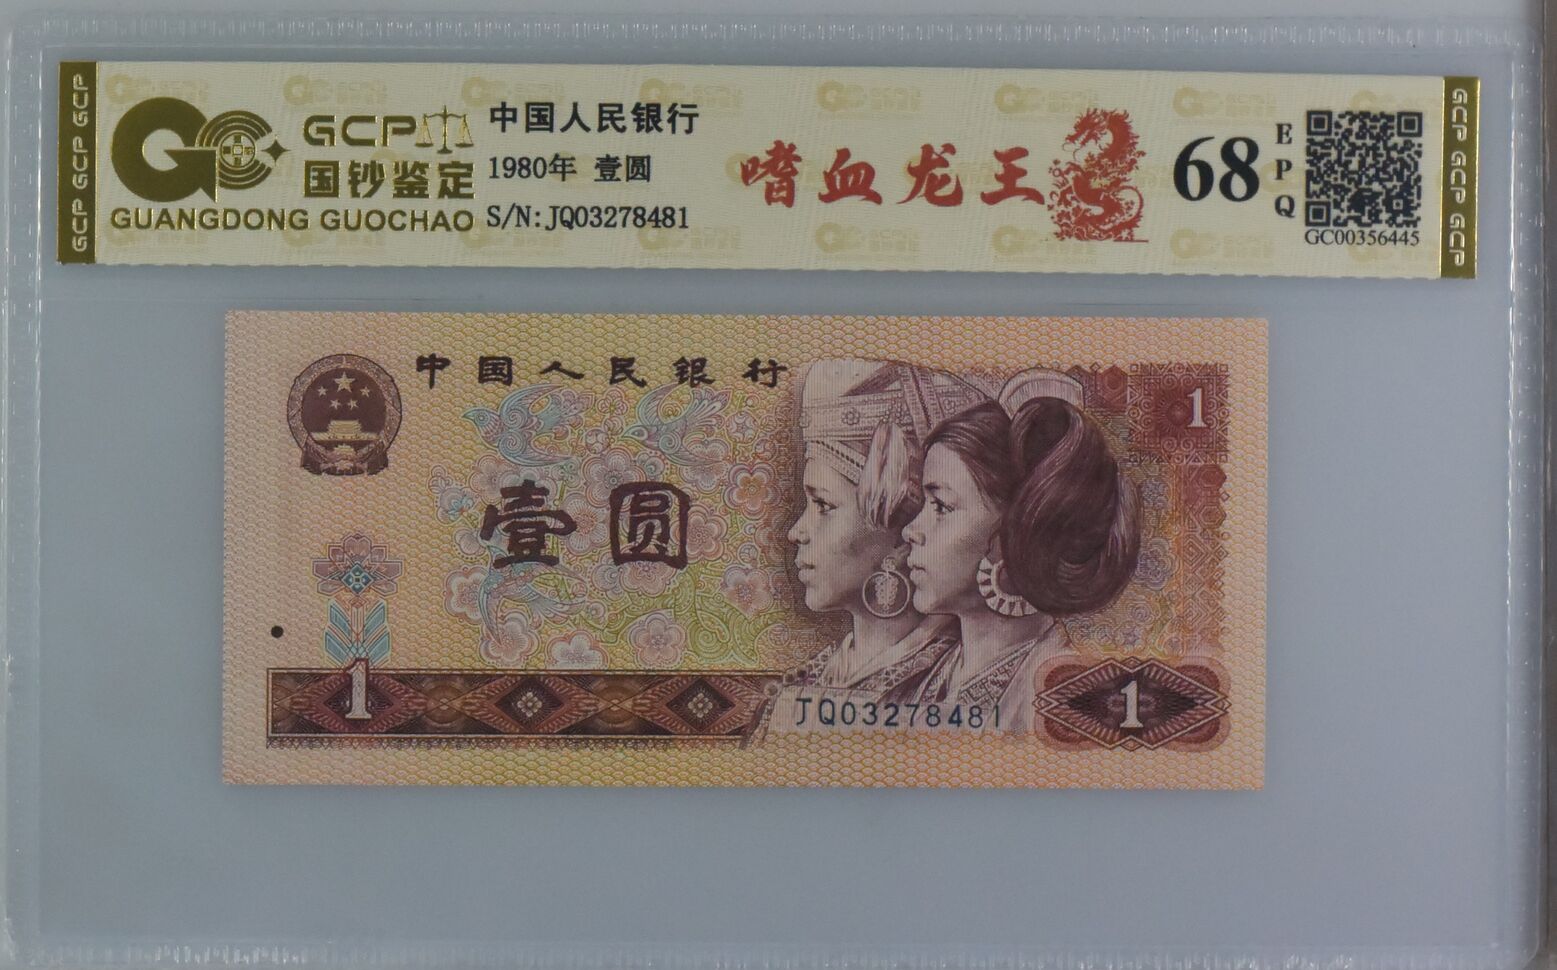 GCP GCP GCP
GCP
国钞鉴定
GUANGDONG GUOCHAO
中国人民银行
1980年 壹圆
S/N:JQ03278481
嗜血龙王
68
EPQ
GC00356445
GCP GCP GCP
中国人民银行
1
壹圆
1
JQ03278481
1